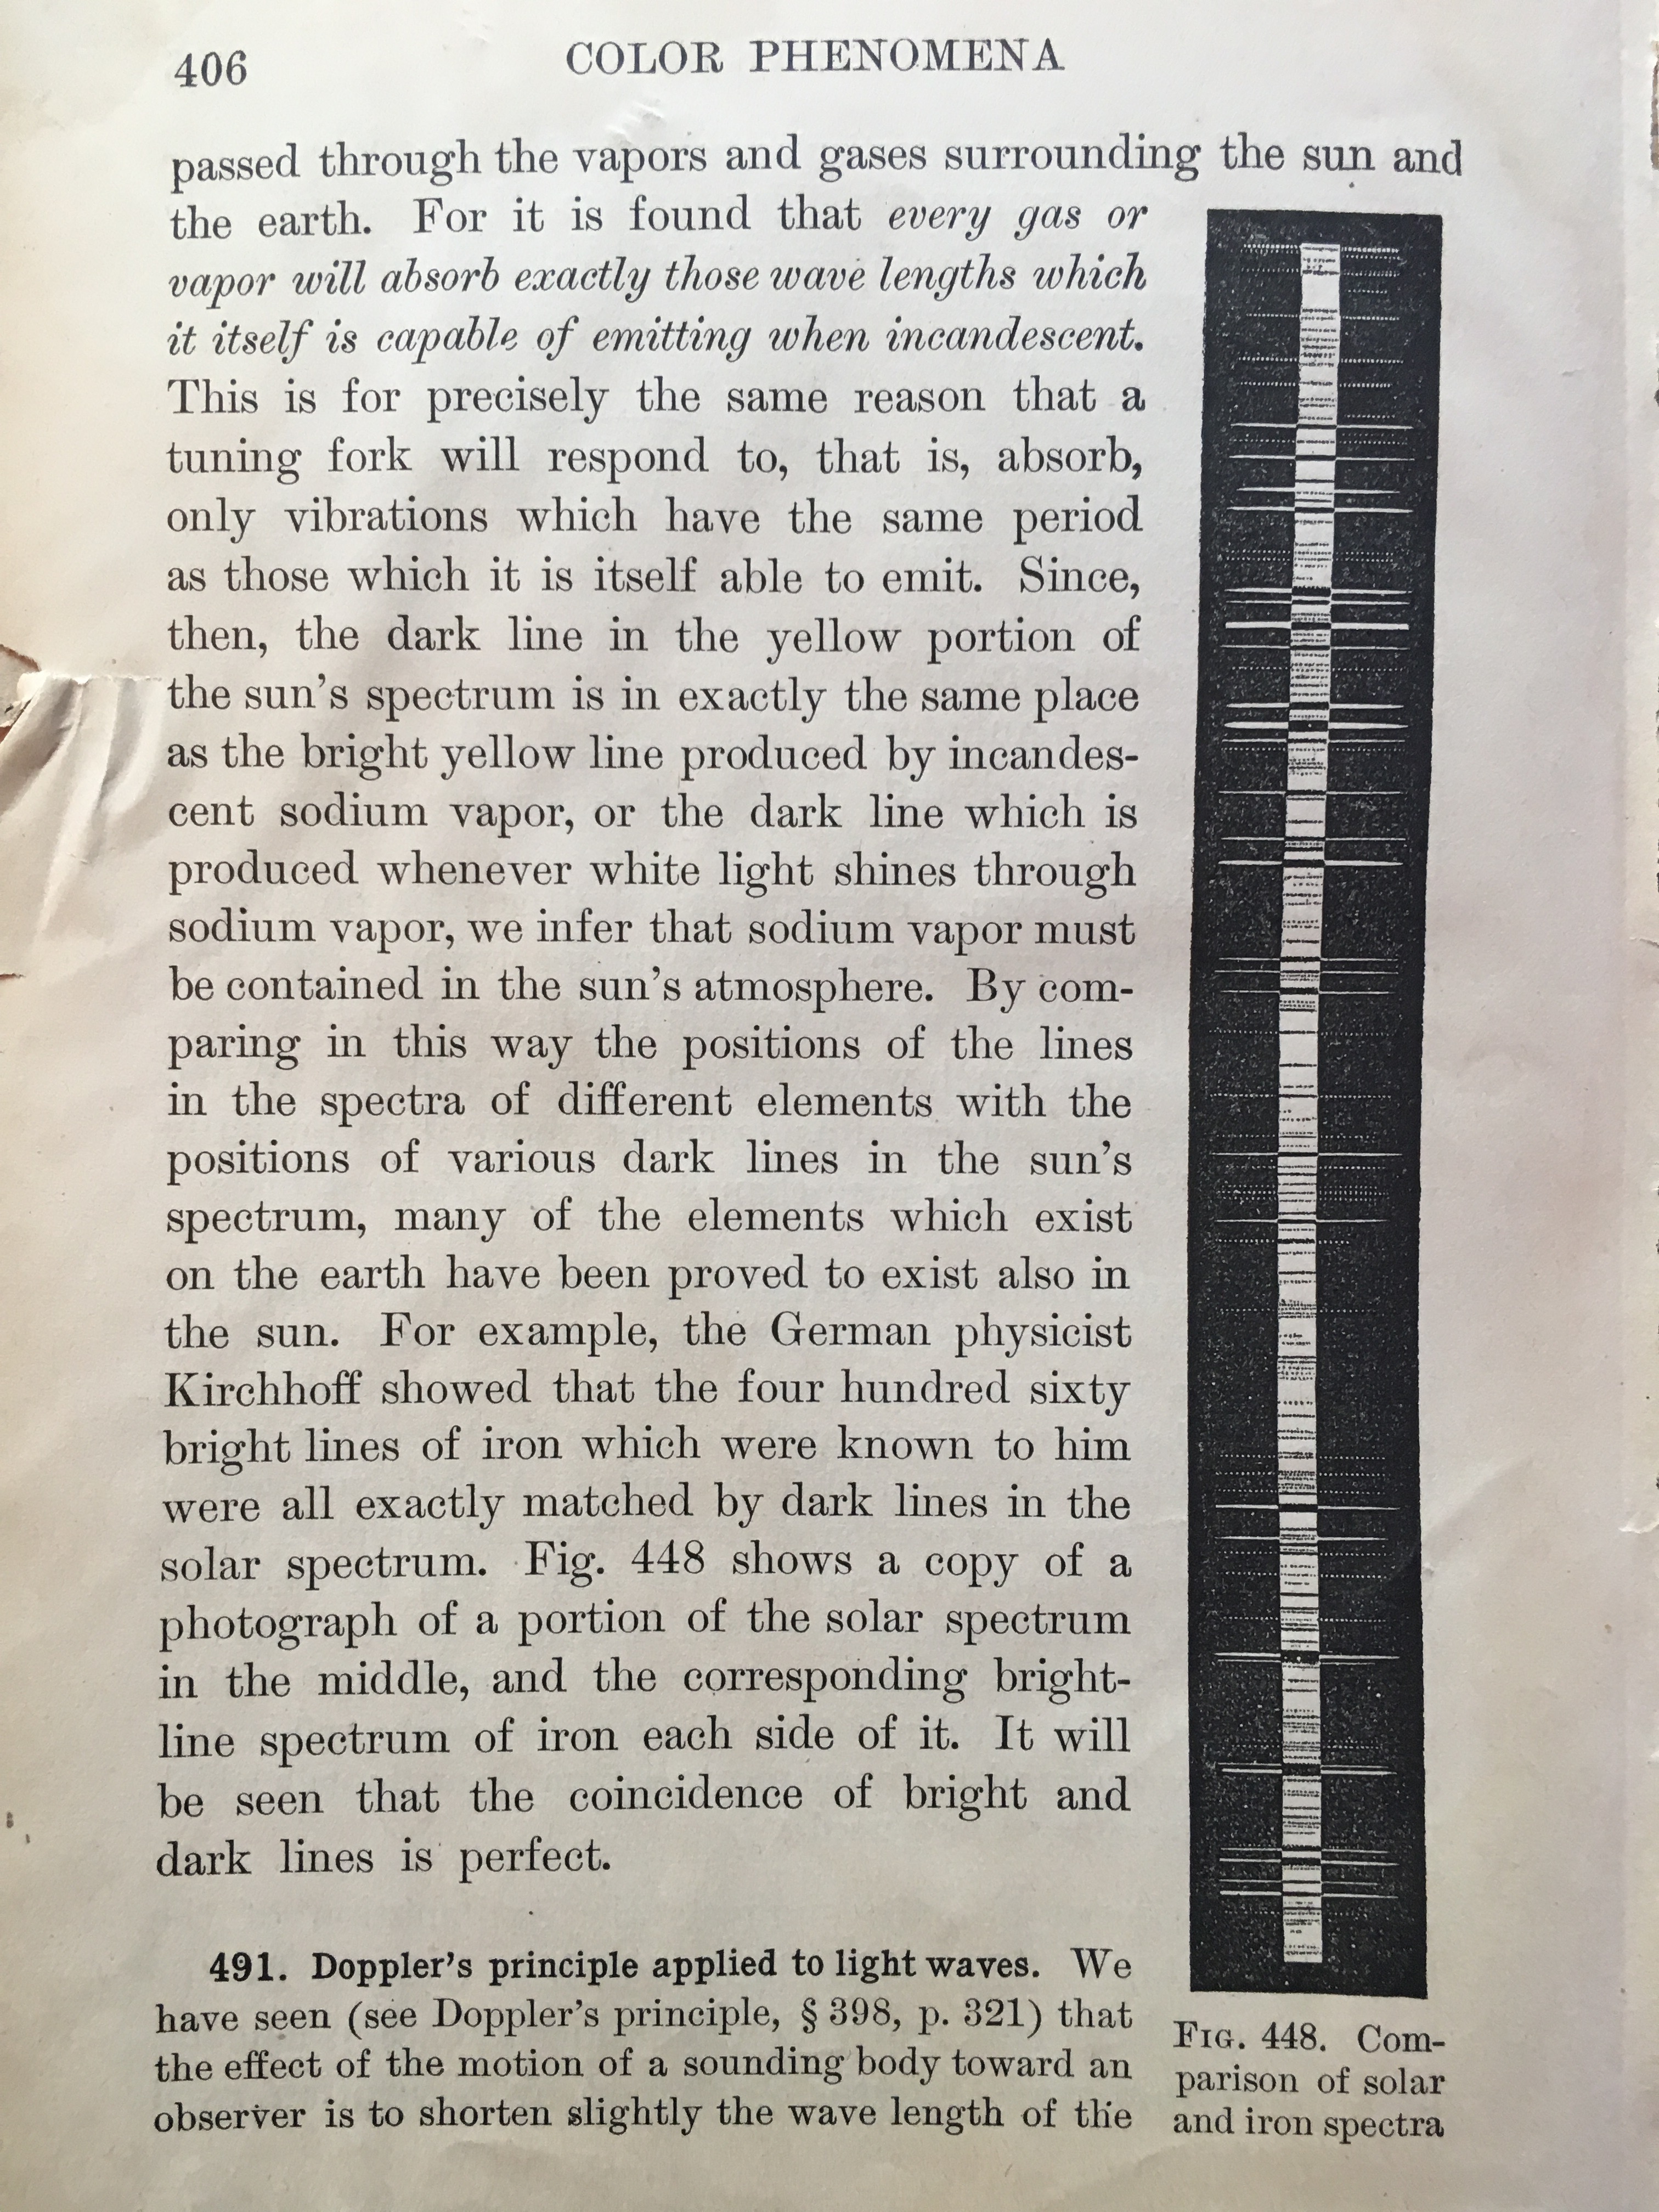 406
COLOR PHENOMENA
passed through the vapors and gases surrounding the sun and
the earth. For it is found that every gas or
vapor will absorb exactly those wave lengths which
it itself is capable of emitting when incandescent.
This is for precisely the same reason that a
tuning fork will respond to, that is, absorb,
only vibrations which have the same period
as those which it is itself able to emit. Since,
then, the dark line in the yellow portion of
the sun's spectrum is in exactly the same place
as the bright yellow line produced by incandes-
cent sodium vapor, or the dark line which is
produced whenever white light shines through
sodium vapor, we infer that sodium vapor must
be contained in the sun's atmosphere. By com-
paring in this way the positions of the lines
in the spectra of different elements with the
positions of various dark lines in the sun's
spectrum, many of the elements which exist
on the earth have been proved to exist also in
the sun. For example, the German physicist
Kirchhoff showed that the four hundred sixty
bright lines of iron which were known to him
were all exactly matched by dark lines in the
solar spectrum. Fig. 448 shows a copy of a
photograph of a portion of the solar spectrum
in the middle, and the corresponding bright-
line spectrum of iron each side of it. It will
be seen that the coincidence of bright and
dark lines is perfect.
491. Doppler's principle applied to light waves. We
have seen (see Doppler's principle, § 398, p. 321) that
the effect of the motion of a sounding body toward an
observer is to shorten slightly the wave length of the
FIG. 448. Com-
parison of solar
and iron spectra